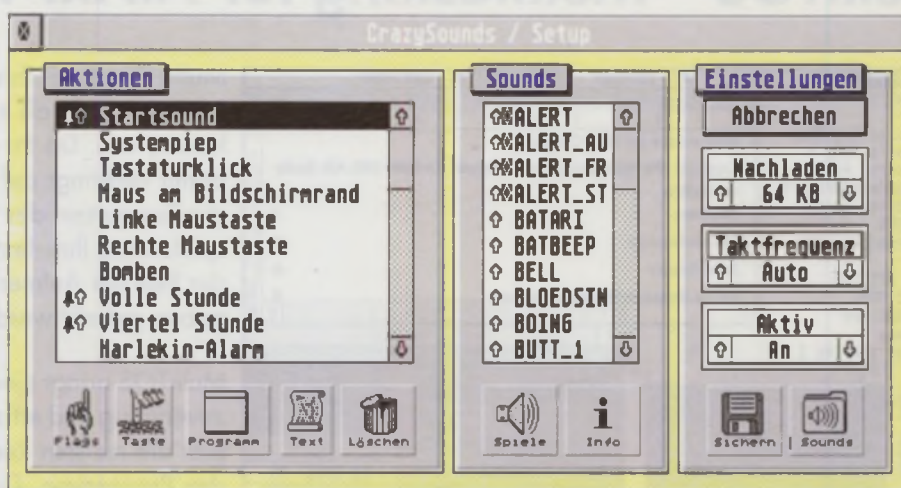 CrazySounds / Setup
Aktionen
Startsound
Systempiep
Tastaturklick
Maus am Bildschirmrand
Linke Maustaste
Rechte Maustaste
Bomben
Volle Stunde
Viertel Stunde
Harlekin-Alarm
Flags
Taste
Programm
Text
Löschen
Sounds
ALERT
ALERT_AU
ALERT_FR
ALERT_ST
BATARI
BATBEEP
BELL
BLOEDSIN
BOING
BUTT_1
Spiele
Info
Einstellungen
Abbrechen
Nachladen
64 KB
Taktfrequenz
Auto
Aktiv
An
Sichern
Sounds